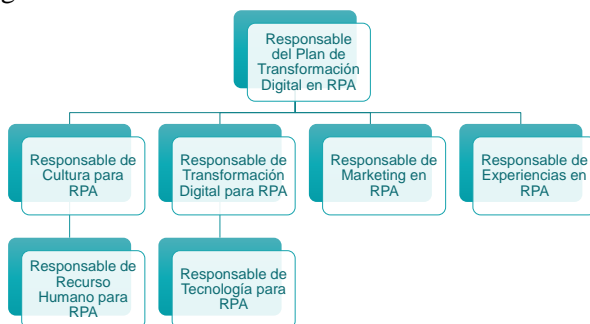 Responsable
del Plan de
Transformación
Digital en RPA
Responsable de
Cultura para
RPA
Responsable de
Transformación
Digital para RPA
Responsable de
Marketing en
RPA
Responsable de
Experiencias en
RPA
Responsable de
Recurso
Humano para
RPA
Responsable de
Tecnología para
RPA